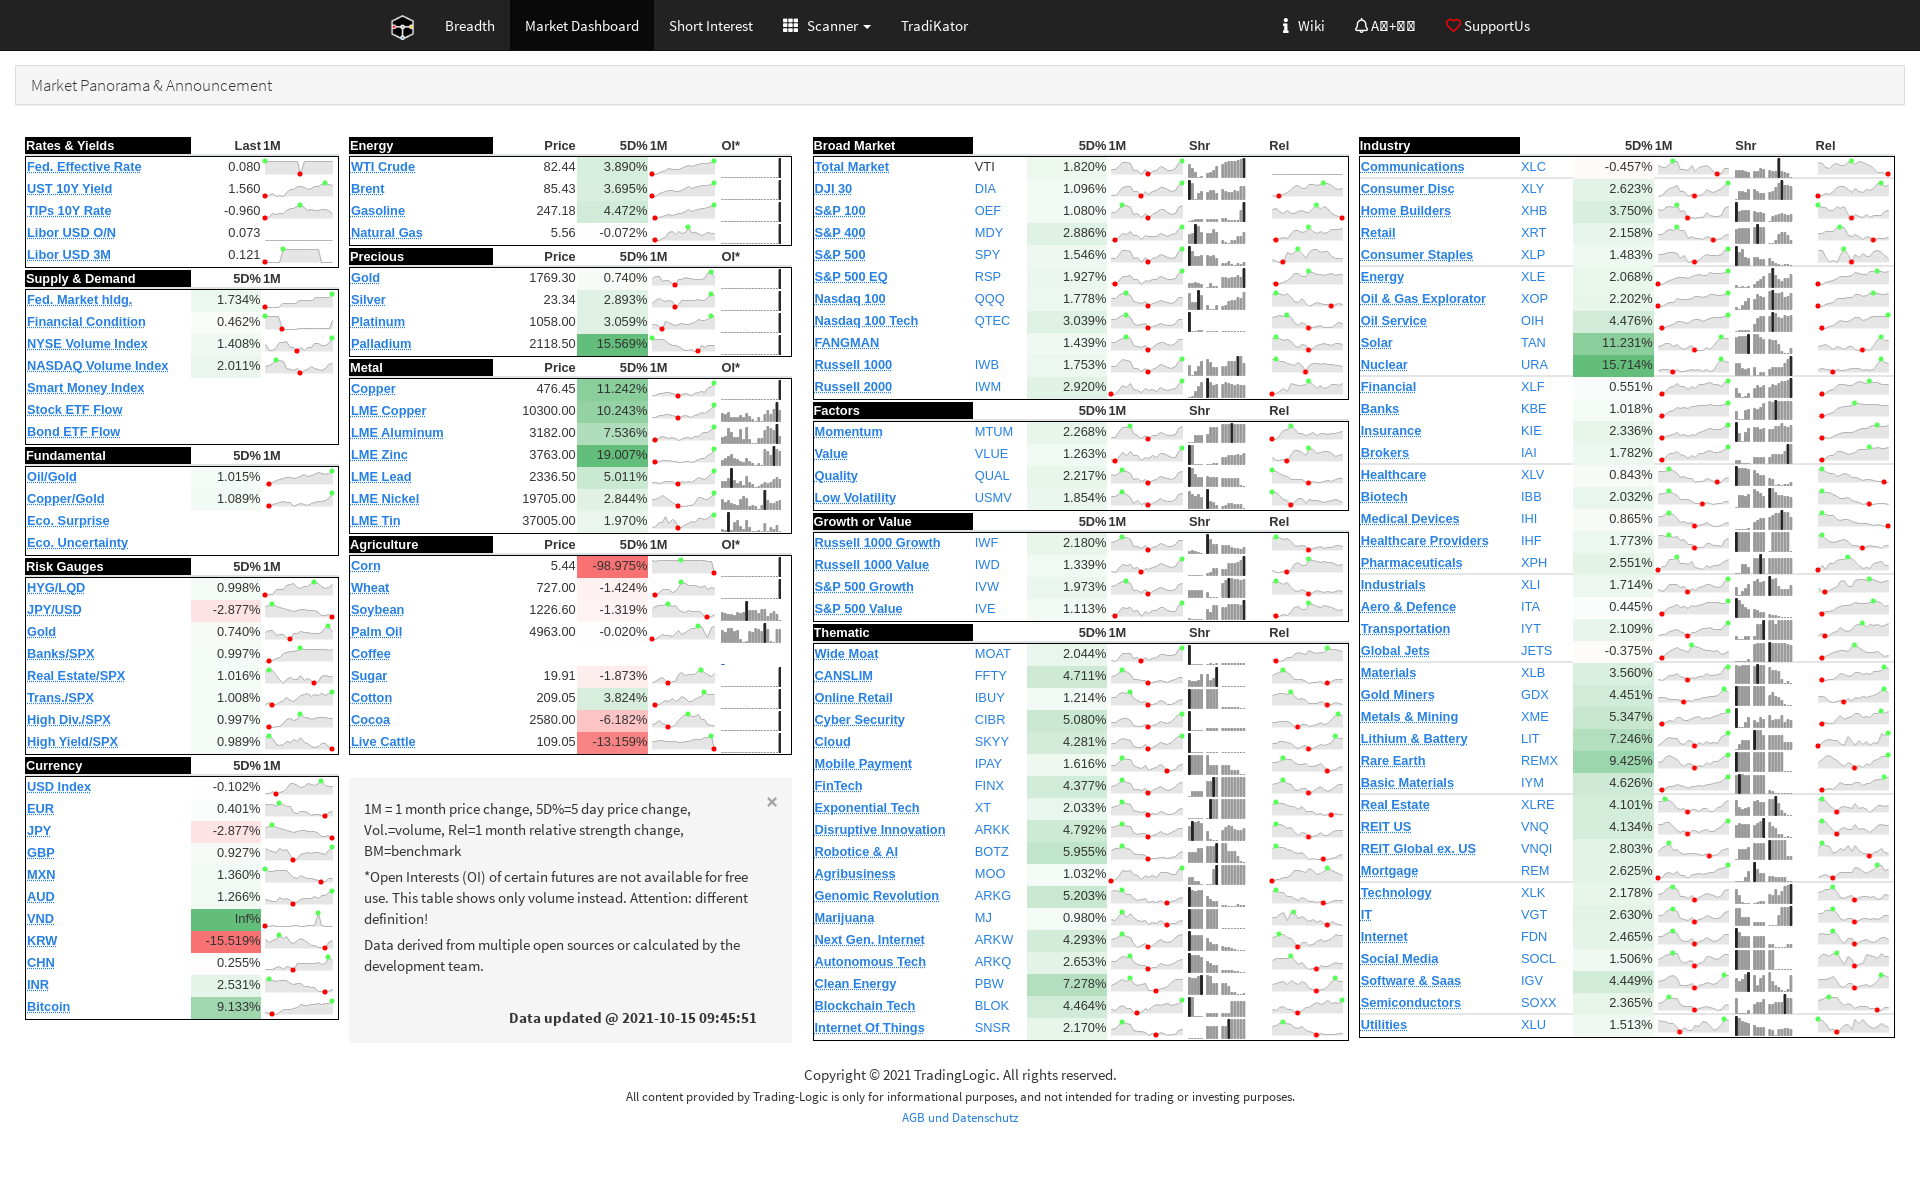 Breadth Market Dashboard Short Interest Scanner TradiKator Wiki SupportUs
Market Panorama & Announcement
Rates & Yields Last 1M
Fed. Effective Rate 0.080
UST 10Y Yield 1.560
TIPs 10Y Rate -0.960
Libor USD O/N 0.073
Libor USD 3M 0.121
Supply & Demand 5D% 1M
Fed. Market hldg. 1.734%
Financial Condition 0.462%
NYSE Volume Index 1.408%
NASDAQ Volume Index 2.011%
Smart Money Index
Stock ETF Flow
Bond ETF Flow
Fundamental 5D% 1M
Oil/Gold 1.015%
Copper/Gold 1.089%
Eco. Surprise
Eco. Uncertainty
Risk Gauges 5D% 1M
HYG/LQD 0.998%
JPY/USD -2.877%
Gold 0.740%
Banks/SPX 0.997%
Real Estate/SPX 1.016%
Trans./SPX 1.008%
High Div./SPX 0.997%
High Yield/SPX 0.989%
Currency 5D% 1M
USD Index -0.102%
EUR 0.401%
JPY -2.877%
GBP 0.927%
MXN 1.360%
AUD 1.266%
VND Inf%
KRW -15.519%
CHN 0.255%
INR 2.531%
Bitcoin 9.133%
Energy Price 5D% 1M OI*
WTI Crude 82.44 3.890%
Brent 85.43 3.695%
Gasoline 247.18 4.472%
Natural Gas 5.56 -0.072%
Precious Price 5D% 1M OI*
Gold 1769.30 0.740%
Silver 23.34 2.893%
Platinum 1058.00 3.059%
Palladium 2118.50 15.569%
Metal Price 5D% 1M OI*
Copper 476.45 11.242%
LME Copper 10300.00 10.243%
LME Aluminum 3182.00 7.536%
LME Zinc 3763.00 19.007%
LME Lead 2336.50 5.011%
LME Nickel 19705.00 2.844%
LME Tin 37005.00 1.970%
Agriculture Price 5D% 1M OI*
Corn 5.44 -98.975%
Wheat 727.00 -1.424%
Soybean 1226.60 -1.319%
Palm Oil 4963.00 -0.020%
Coffee
Sugar 19.91 -1.873%
Cotton 209.05 3.824%
Cocoa 2580.00 -6.182%
Live Cattle 109.05 -13.159%
×
1M = 1 month price change, 5D%=5 day price change,
Vol.=volume, Rel=1 month relative strength change,
BM=benchmark
*Open Interests (OI) of certain futures are not available for free
use. This table shows only volume instead. Attention: different
definition!
Data derived from multiple open sources or calculated by the
development team.
Data updated @ 2021-10-15 09:45:51
Broad Market 5D% 1M Shr Rel
Total Market VTI 1.820%
DJI 30 DIA 1.096%
S&P 100 OEF 1.080%
S&P 400 MDY 2.886%
S&P 500 SPY 1.546%
S&P 500 EQ RSP 1.927%
Nasdaq 100 QQQ 1.778%
Nasdaq 100 Tech QTEC 3.039%
FANGMAN 1.439%
Russell 1000 IWB 1.753%
Russell 2000 IWM 2.920%
Factors 5D% 1M Shr Rel
Momentum MTUM 2.268%
Value VLUE 1.263%
Quality QUAL 2.217%
Low Volatility USMV 1.854%
Growth or Value 5D% 1M Shr Rel
Russell 1000 Growth IWF 2.180%
Russell 1000 Value IWD 1.339%
S&P 500 Growth IVW 1.973%
S&P 500 Value IVE 1.113%
Thematic 5D% 1M Shr Rel
Wide Moat MOAT 2.044%
CANSLIM FFTY 4.711%
Online Retail IBUY 1.214%
Cyber Security CIBR 5.080%
Cloud SKYY 4.281%
Mobile Payment IPAY 1.616%
FinTech FINX 4.377%
Exponential Tech XT 2.033%
Disruptive Innovation ARKK 4.792%
Robotice & AI BOTZ 5.955%
Agribusiness MOO 1.032%
Genomic Revolution ARKG 5.203%
Marijuana MJ 0.980%
Next Gen. Internet ARKW 4.293%
Autonomous Tech ARKQ 2.653%
Clean Energy PBW 7.278%
Blockchain Tech BLOK 4.464%
Internet Of Things SNSR 2.170%
Industry 5D% 1M Shr Rel
Communications XLC -0.457%
Consumer Disc XLY 2.623%
Home Builders XHB 3.750%
Retail XRT 2.158%
Consumer Staples XLP 1.483%
Energy XLE 2.068%
Oil & Gas Explorator XOP 2.202%
Oil Service OIH 4.476%
Solar TAN 11.231%
Nuclear URA 15.714%
Financial XLF 0.551%
Banks KBE 1.018%
Insurance KIE 2.336%
Brokers IAI 1.782%
Healthcare XLV 0.843%
Biotech IBB 2.032%
Medical Devices IHI 0.865%
Healthcare Providers IHF 1.773%
Pharmaceuticals XPH 2.551%
Industrials XLI 1.714%
Aero & Defence ITA 0.445%
Transportation IYT 2.109%
Global Jets JETS -0.375%
Materials XLB 3.560%
Gold Miners GDX 4.451%
Metals & Mining XME 5.347%
Lithium & Battery LIT 7.246%
Rare Earth REMX 9.425%
Basic Materials IYM 4.626%
Real Estate XLRE 4.101%
REIT US VNQ 4.134%
REIT Global ex. US VNQI 2.803%
Mortgage REM 2.625%
Technology XLK 2.178%
IT VGT 2.630%
Internet FDN 2.465%
Social Media SOCL 1.506%
Software & Saas IGV 4.449%
Semiconductors SOXX 2.365%
Utilities XLU 1.513%
Copyright © 2021 TradingLogic. All rights reserved.
All content provided by Trading-Logic is only for informational purposes, and not intended for trading or investing purposes.
AGB und Datenschutz